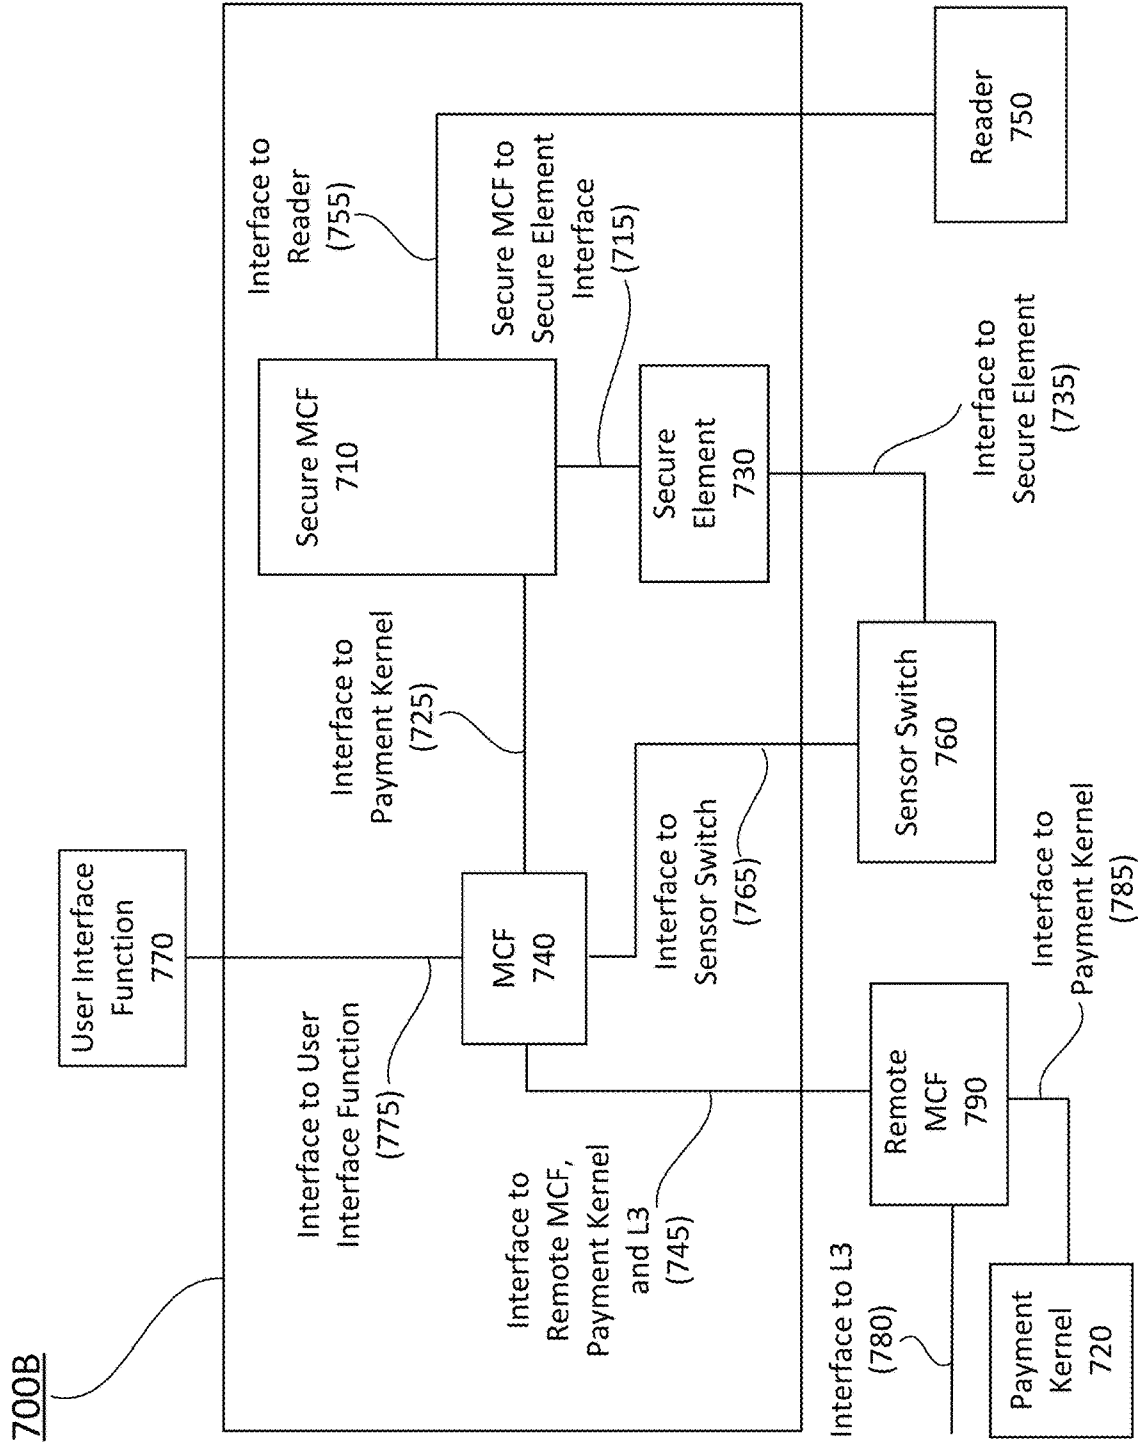 700B
User Interface
Function
770
Interface to User
Interface Function
(775)
Interface to
Payment Kernel
(725)
Interface to
Reader
(755)
Secure MCF
710
Secure MCF to
Secure Element
Interface
(715)
MCF
740
Secure
Element
730
Interface to
Remote MCF,
Payment Kernel
and L3
(745)
Interface to
Sensor Switch
(765)
Interface to L3
(780)
Remote
MCF
790
Sensor Switch
760
Interface to
Secure Element
(735)
Reader
750
Payment
Kernel
720
Interface to
Payment Kernel
(785)